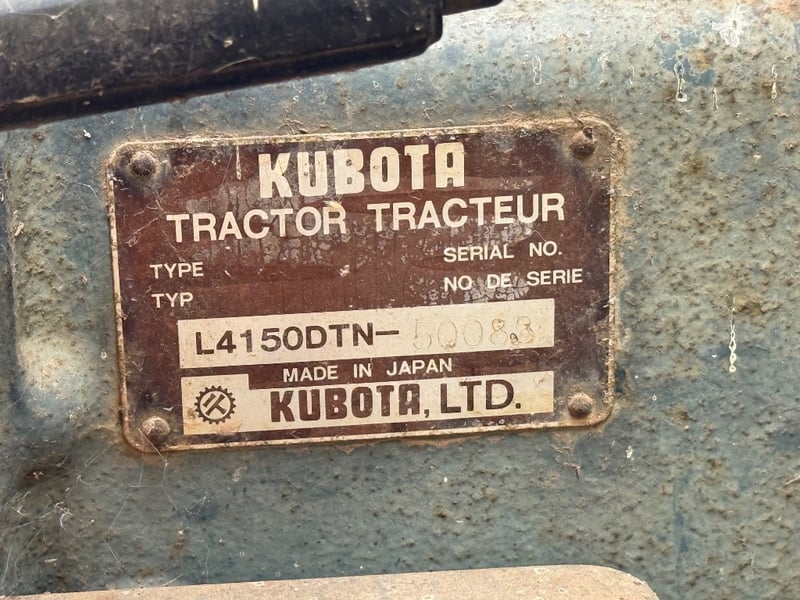 KUBOTA
TRACTOR TRACTEUR
TYPE SERIAL NO.
TYP NO DE SERIE
L4150DTN-50083
MADE IN JAPAN
KUBOTA, LTD.